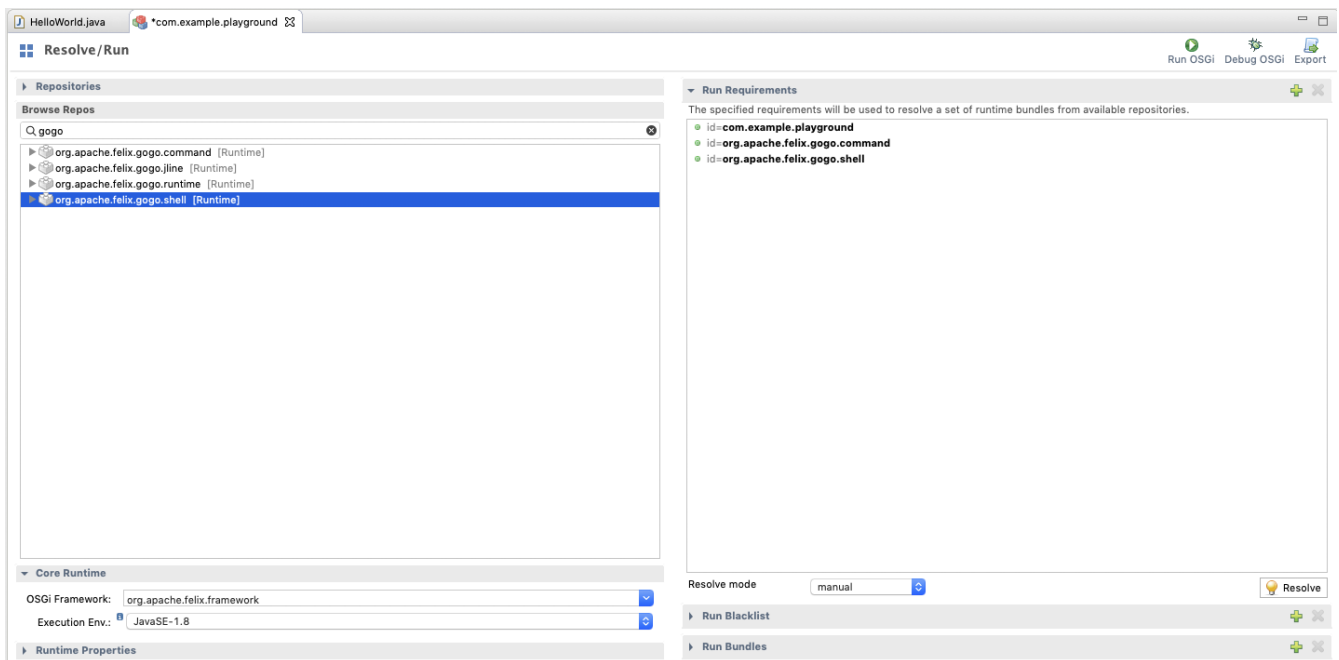 HelloWorld.java
*com.example.playground
Resolve/Run
Run OSGi Debug OSGi Export
Repositories
Browse Repos
gogo
org.apache.felix.gogo.command [Runtime]
org.apache.felix.gogo.jline [Runtime]
org.apache.felix.gogo.runtime [Runtime]
org.apache.felix.gogo.shell [Runtime]
Core Runtime
OSGi Framework: org.apache.felix.framework
Execution Env.: JavaSE-1.8
Runtime Properties
Run Requirements
The specified requirements will be used to resolve a set of runtime bundles from available repositories.
id=com.example.playground
id=org.apache.felix.gogo.command
id=org.apache.felix.gogo.shell
Resolve mode manual Resolve
Run Blacklist
Run Bundles